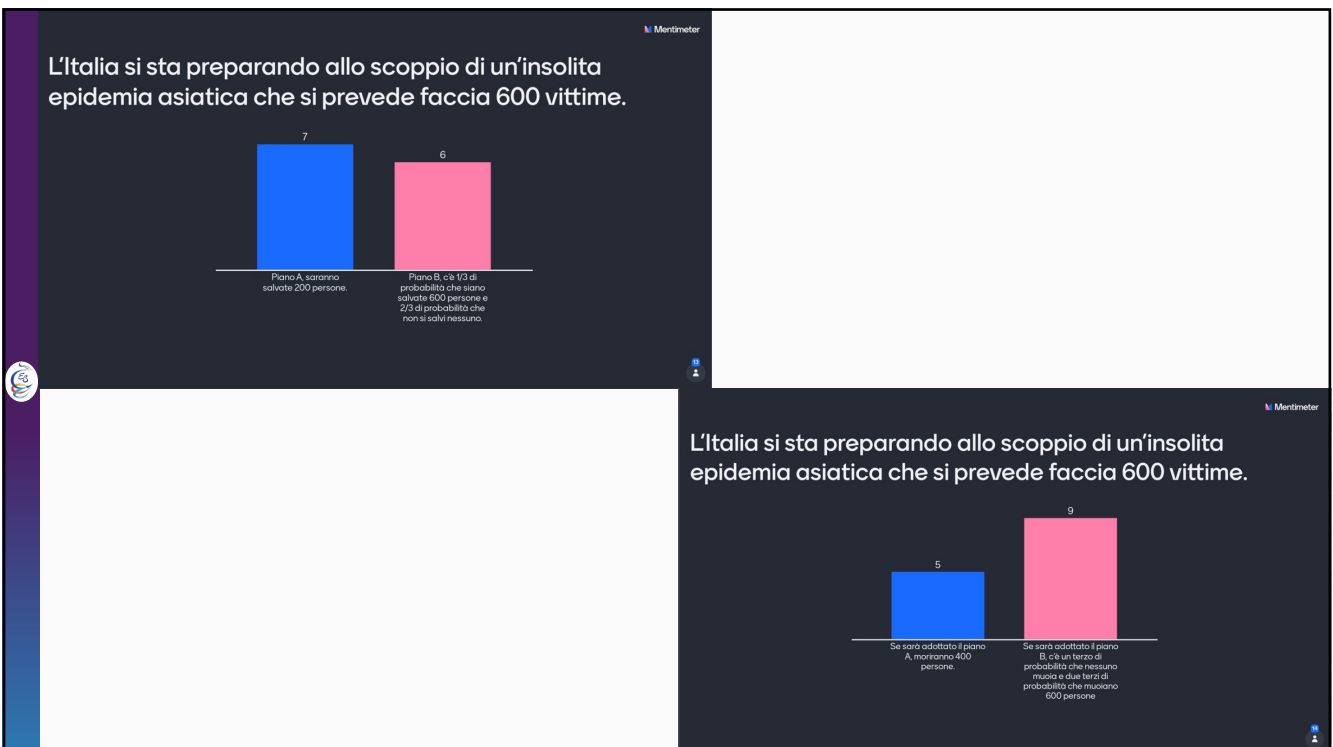 Mentimeter
L'Italia si sta preparando allo scoppio di un'insolita
epidemia asiatica che si prevede faccia 600 vittime.
7
6
Piano A, saranno
salvate 200 persone.
Piano B, c'è 1/3 di
probabilità che siano
salvate 600 persone e
2/3 di probabilità che
non si salvi nessuno.
13
Mentimeter
L'Italia si sta preparando allo scoppio di un'insolita
epidemia asiatica che si prevede faccia 600 vittime.
5
9
Se sarà adottato il piano
A, moriranno 400
persone.
Se sarà adottato il piano
B, c'è un terzo di
probabilità che nessuno
muoia e due terzi di
probabilità che muoiano
600 persone
14